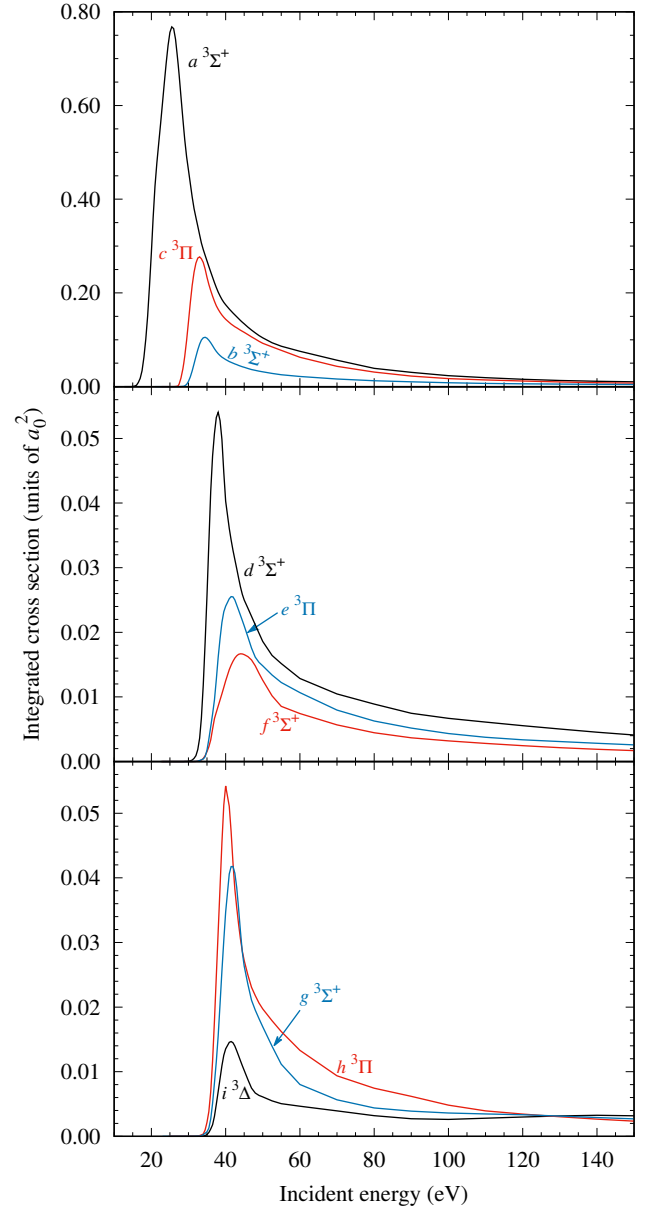 0.80
0.60
0.40
0.20
0.00
a ³Σ⁺
c ³Π
b ³Σ⁺
Integrated cross section (units of a₀²)
0.05
0.04
0.03
0.02
0.01
0.00
d ³Σ⁺
e ³Π
f ³Σ⁺
0.05
0.04
0.03
0.02
0.01
0.00
g ³Σ⁺
h ³Π
i ³Δ
20 40 60 80 100 120 140
Incident energy (eV)